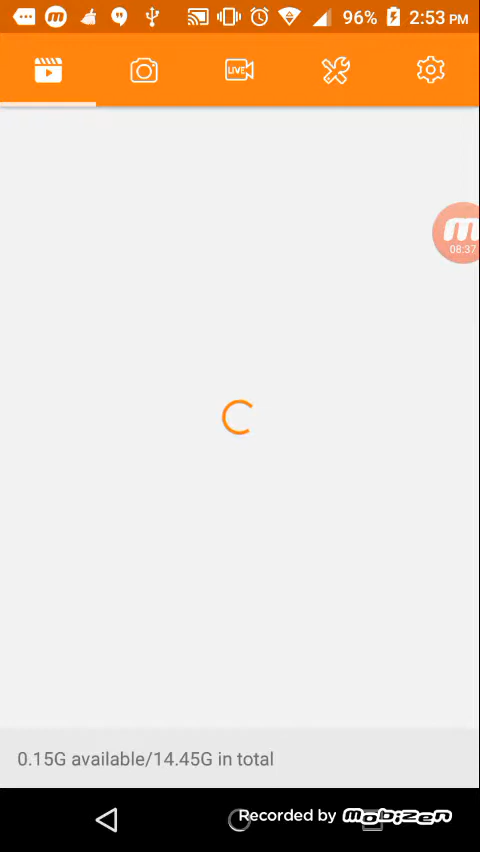 96% 2:53 PM
LIVE
m
08:37
0.15G available/14.45G in total
Recorded by Mobizen